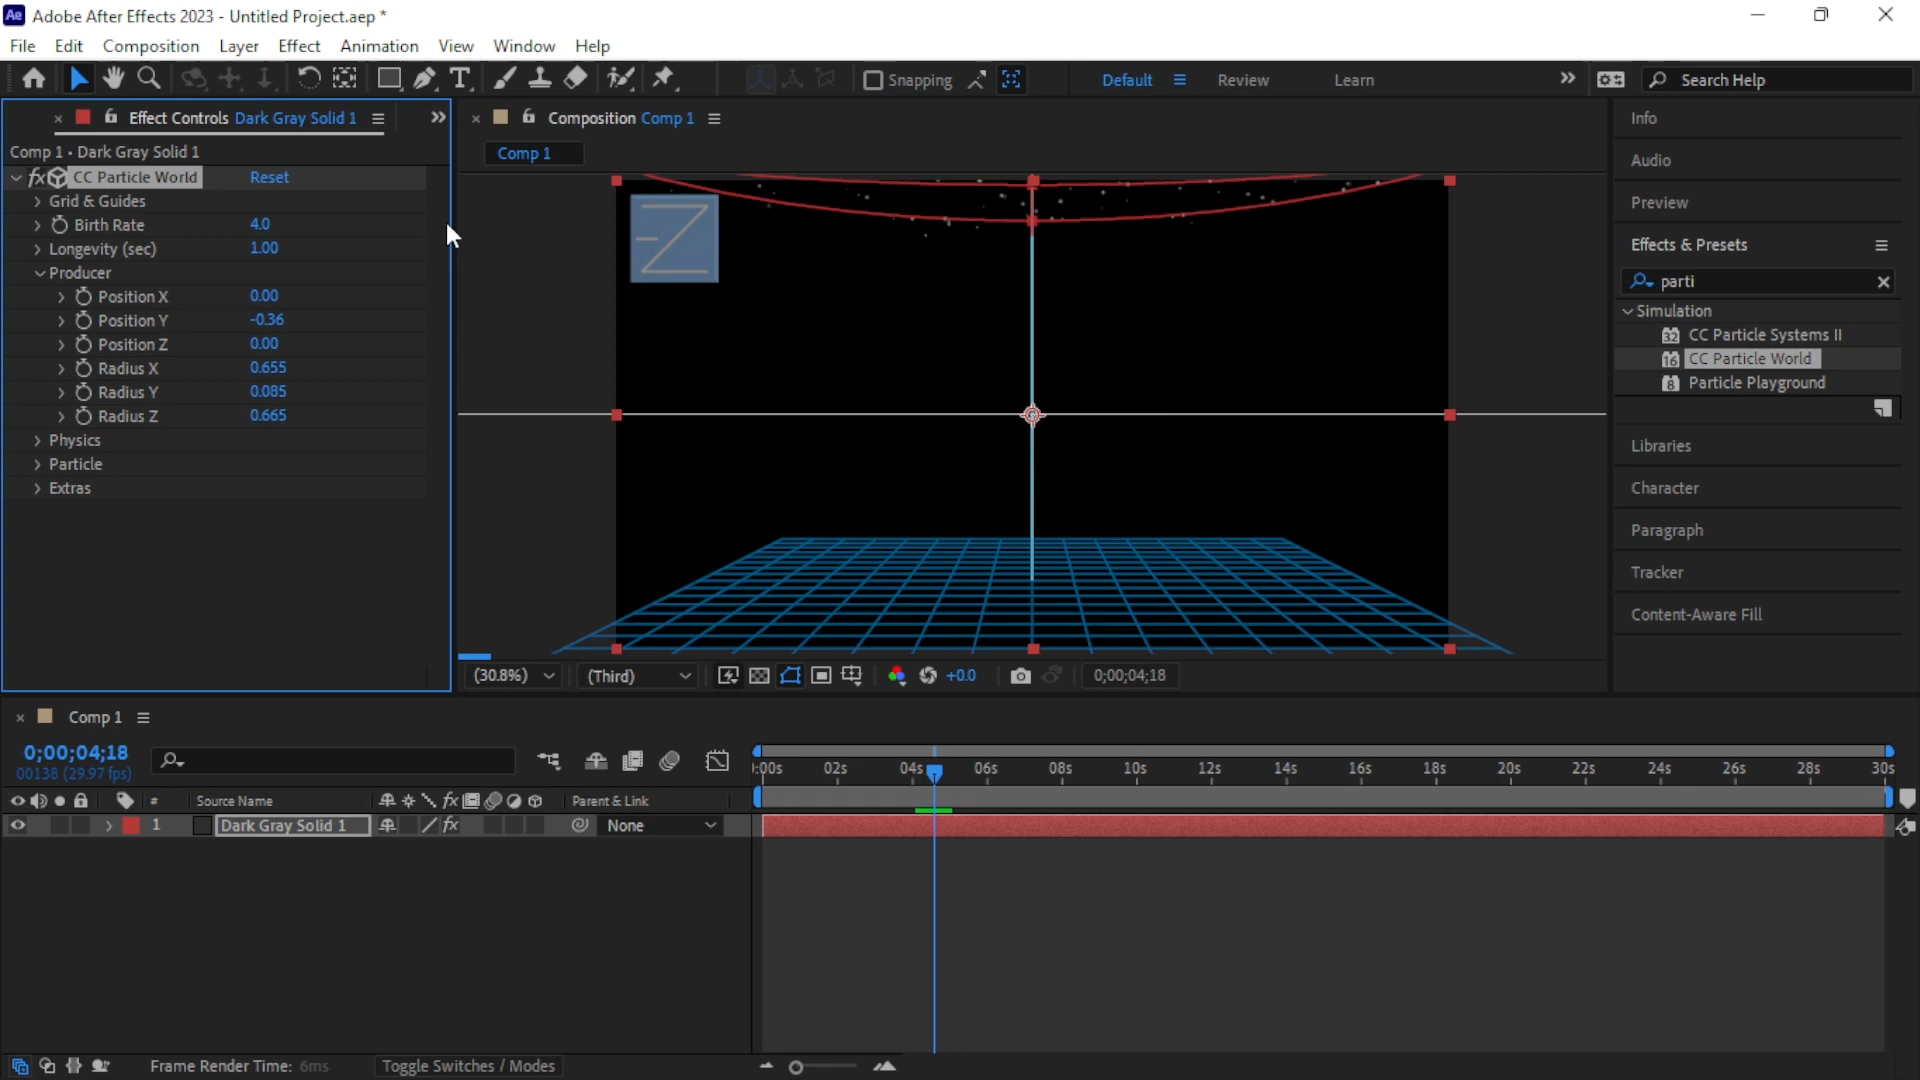 Ae Adobe After Effects 2023 - Untitled Project.aep *
File Edit Composition Layer Effect Animation View Window Help
Snapping Default Review Learn Search Help
Effect Controls Dark Gray Solid 1
Comp 1 • Dark Gray Solid 1
fx CC Particle World Reset
Grid & Guides
Birth Rate 4.0
Longevity (sec) 1.00
Producer
Position X 0.00
Position Y -0.36
Position Z 0.00
Radius X 0.655
Radius Y 0.085
Radius Z 0.665
Physics
Particle
Extras
Composition Comp 1
Comp 1
Z
(30.8%) (Third) +0.0 0;00;04;18
Info
Audio
Preview
Effects & Presets
parti
Simulation
32 CC Particle Systems II
16 CC Particle World
8 Particle Playground
Libraries
Character
Paragraph
Tracker
Content-Aware Fill
Comp 1
0;00;04;18
00138 (29.97 fps)
:00s 02s 04s 06s 08s 10s 12s 14s 16s 18s 20s 22s 24s 26s 28s 30s
# Source Name fx Parent & Link
1 Dark Gray Solid 1 fx None
Frame Render Time: 6ms Toggle Switches / Modes